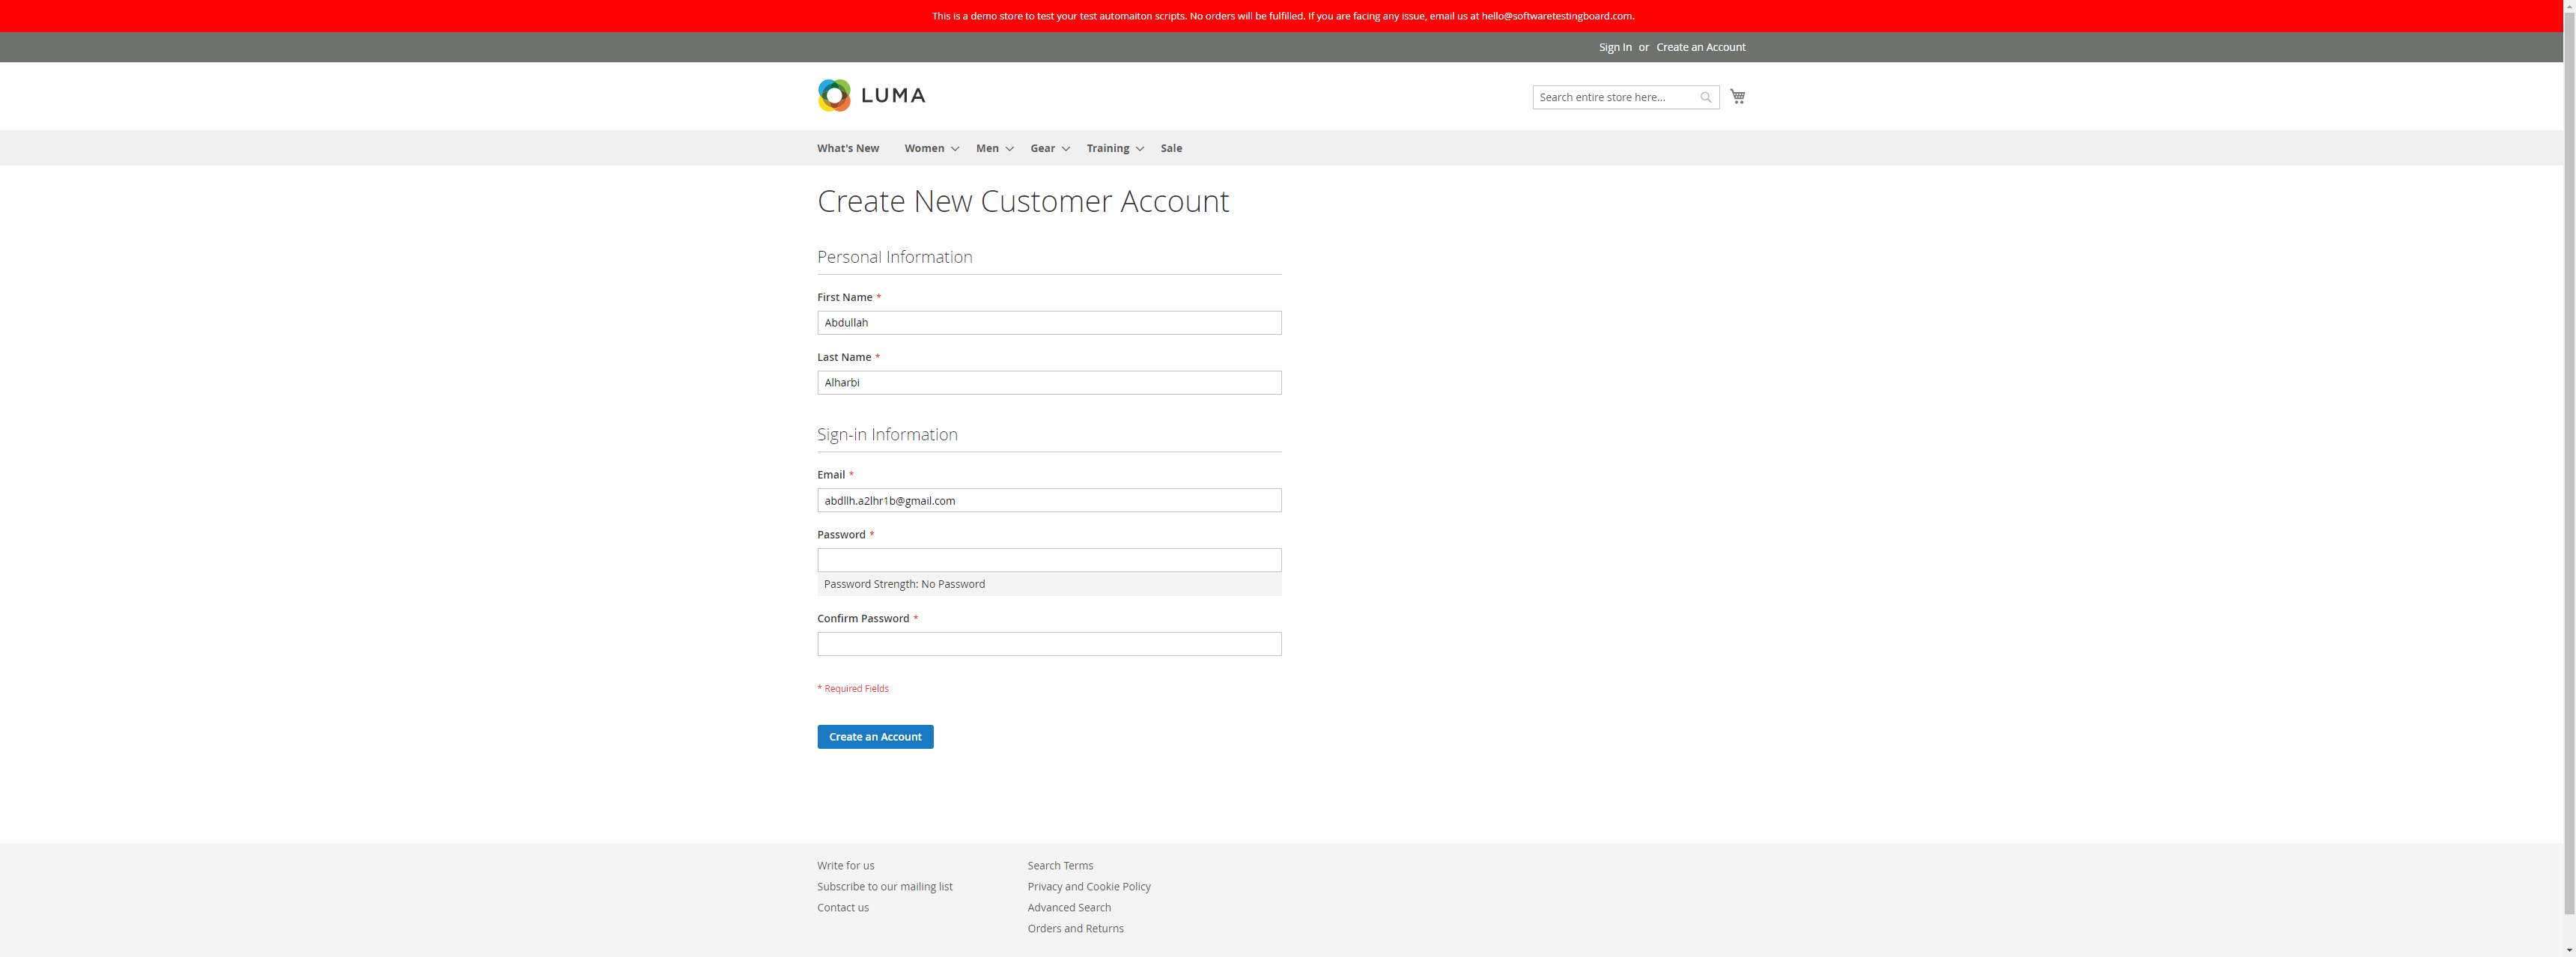 This is a demo store to test your test automaiton scripts. No orders will be fulfilled. If you are facing any issue, email us at hello@softwaretestingboard.com.
Sign In or Create an Account
LUMA
Search entire store here...
What's New Women Men Gear Training Sale
Create New Customer Account
Personal Information
First Name *
Abdullah
Last Name *
Alharbi
Sign-in Information
Email *
abdllh.a2lhr1b@gmail.com
Password *
Password Strength: No Password
Confirm Password *
* Required Fields
Create an Account
Write for us
Subscribe to our mailing list
Contact us
Search Terms
Privacy and Cookie Policy
Advanced Search
Orders and Returns